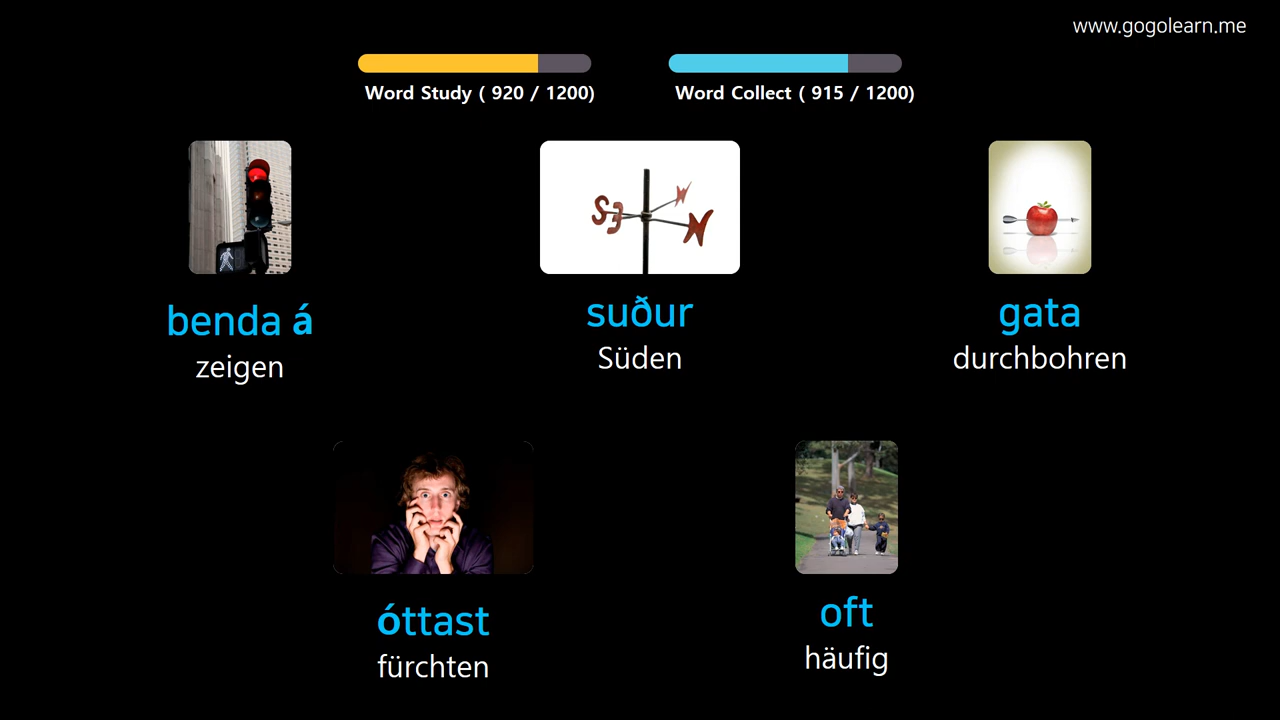 www.gogolearn.me
Word Study ( 920 / 1200)
Word Collect ( 915 / 1200)
S
E
W
N
benda á
zeigen
suður
Süden
gata
durchbohren
óttast
fürchten
oft
häufig